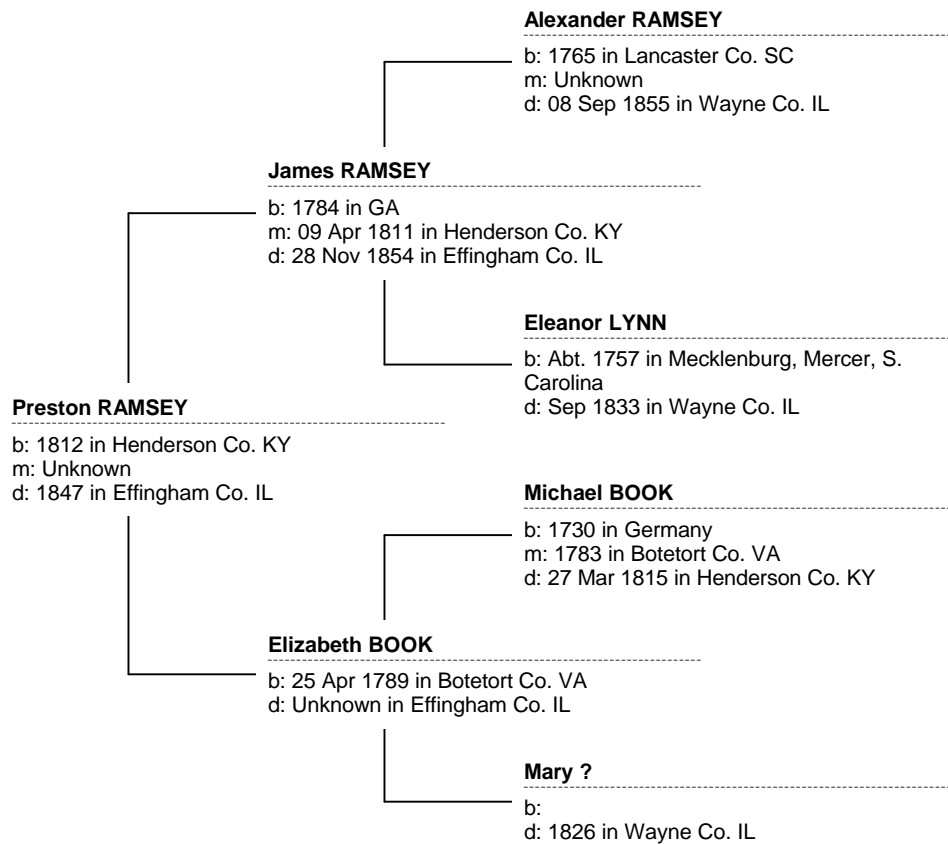 Alexander RAMSEY
b: 1765 in Lancaster Co. SC
m: Unknown
d: 08 Sep 1855 in Wayne Co. IL
James RAMSEY
b: 1784 in GA
m: 09 Apr 1811 in Henderson Co. KY
d: 28 Nov 1854 in Effingham Co. IL
Eleanor LYNN
b: Abt. 1757 in Mecklenburg, Mercer, S.
Carolina
d: Sep 1833 in Wayne Co. IL
Preston RAMSEY
b: 1812 in Henderson Co. KY
m: Unknown
d: 1847 in Effingham Co. IL
Michael BOOK
b: 1730 in Germany
m: 1783 in Botetort Co. VA
d: 27 Mar 1815 in Henderson Co. KY
Elizabeth BOOK
b: 25 Apr 1789 in Botetort Co. VA
d: Unknown in Effingham Co. IL
Mary ?
b:
d: 1826 in Wayne Co. IL